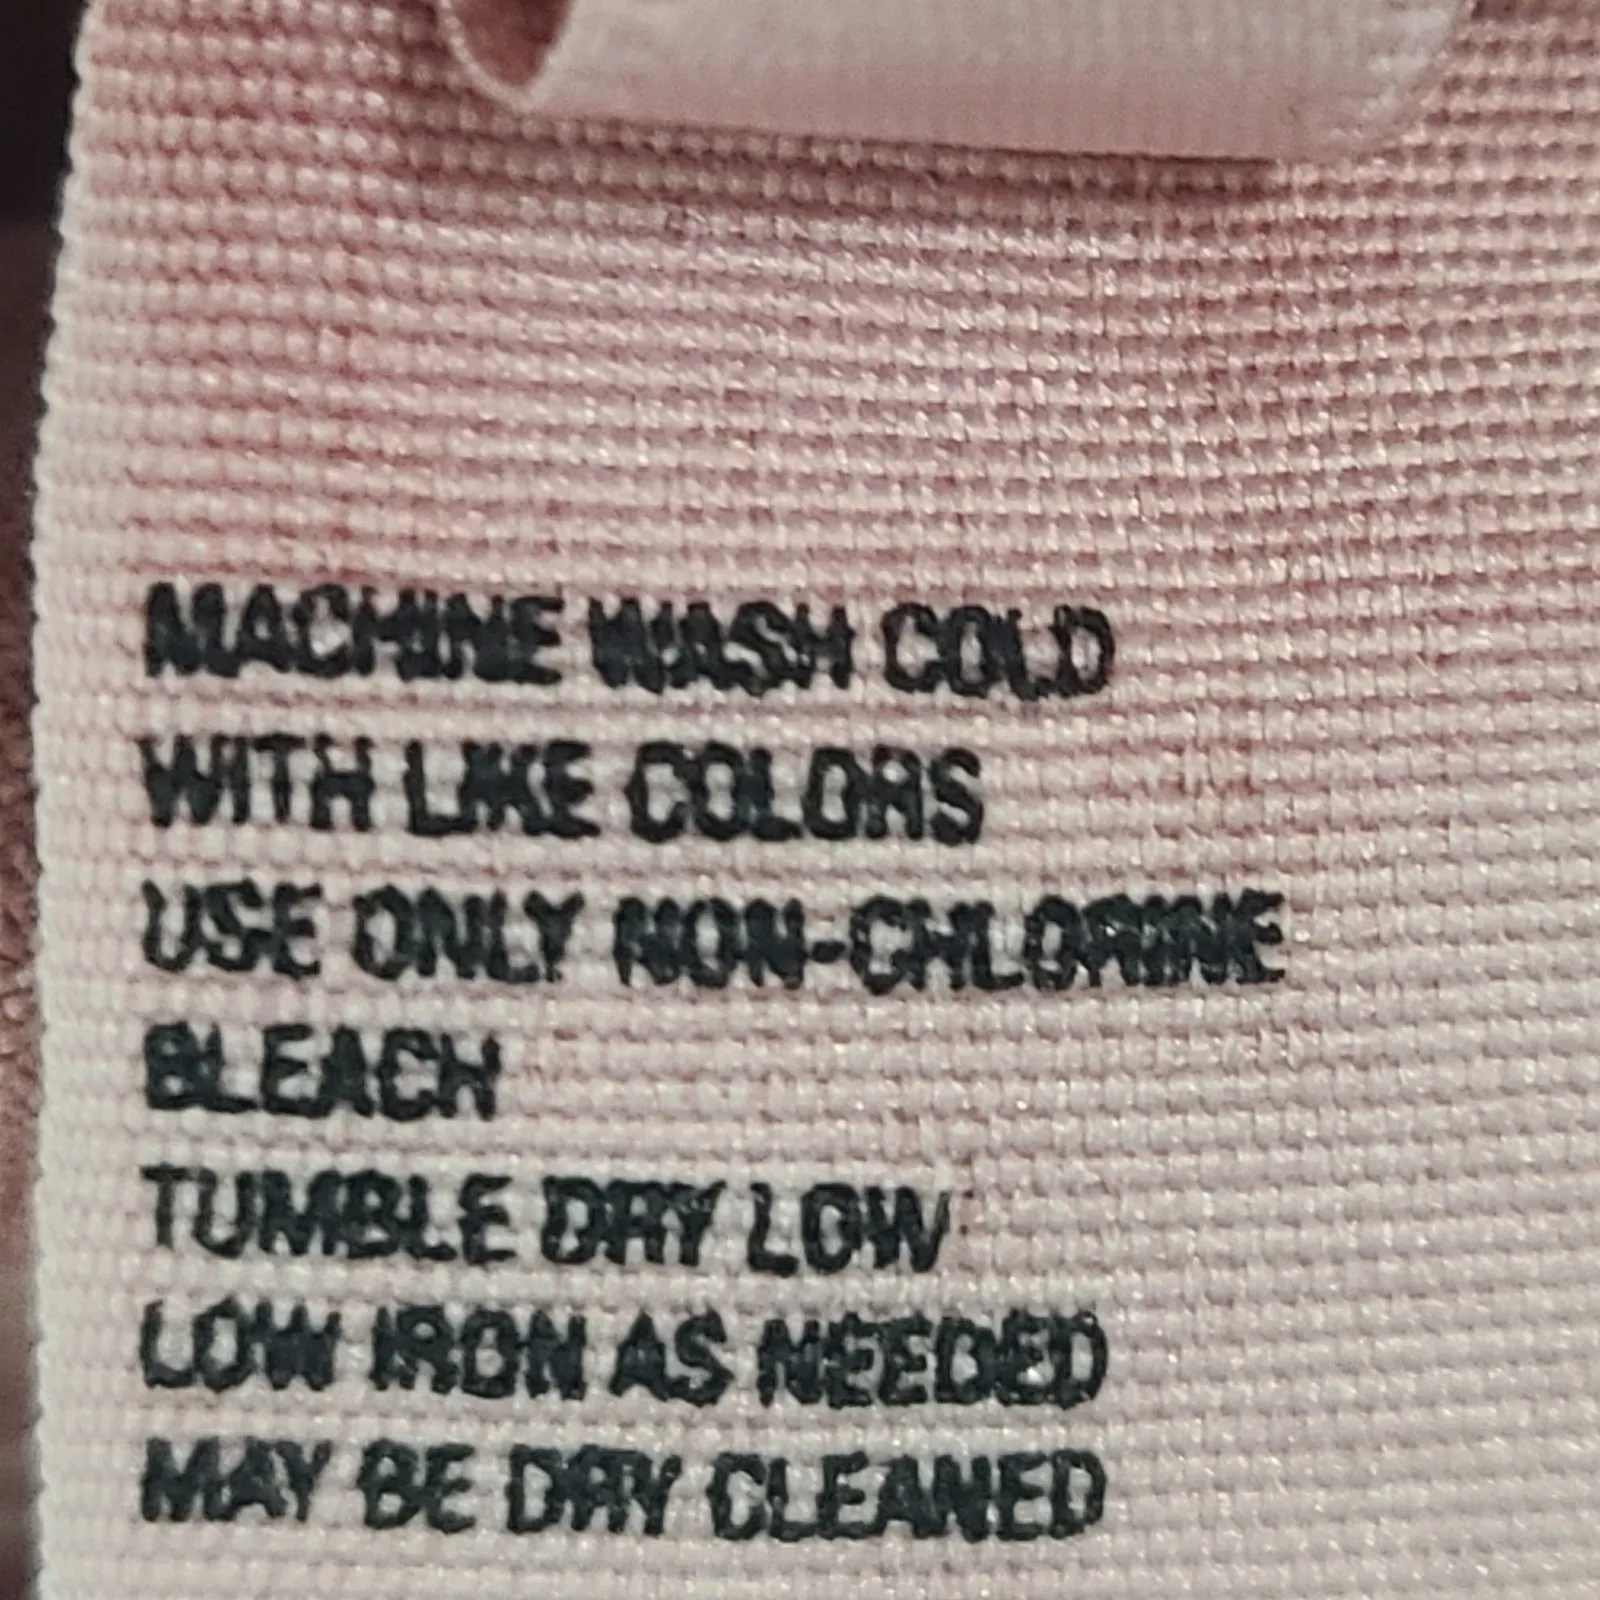 MACHINE WASH COLD
WITH LIKE COLORS
USE ONLY NON-CHLORINE
BLEACH
TUMBLE DRY LOW
LOW IRON AS NEEDED
MAY BE DRY CLEANED